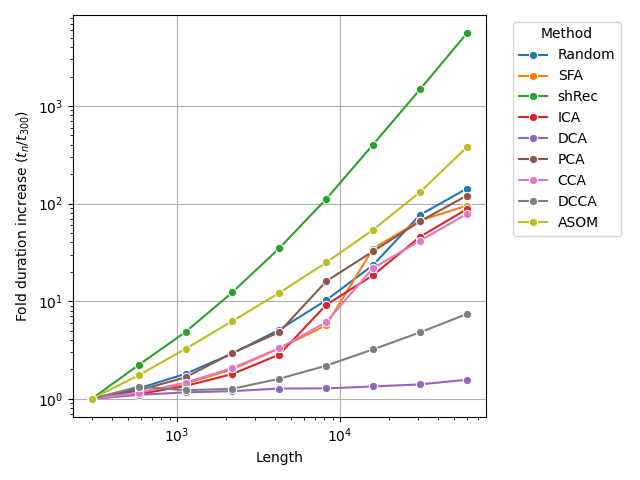 Fold duration increase (tₙ/t₃₀₀)
10³
10²
10¹
10⁰
10³
10⁴
Length
Method
Random
SFA
shRec
ICA
DCA
PCA
CCA
DCCA
ASOM